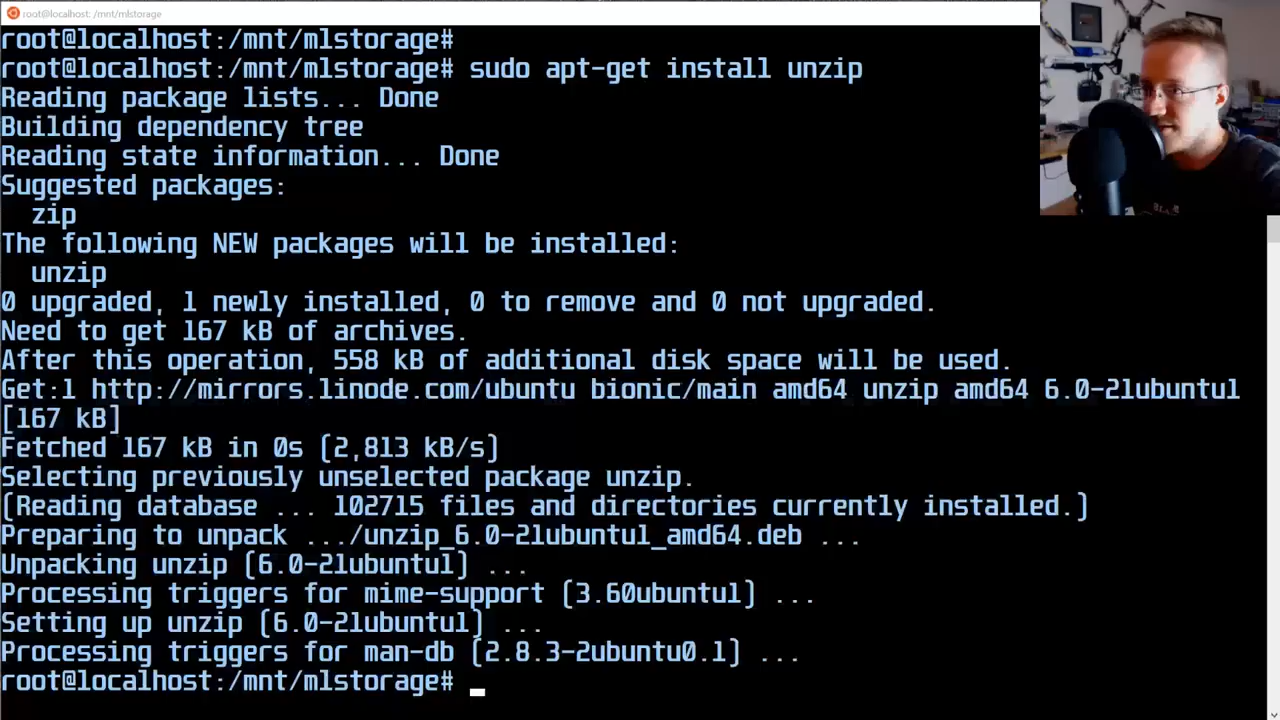 root@localhost: /mnt/mlstorage
root@localhost:/mnt/mlstorage#
root@localhost:/mnt/mlstorage# sudo apt-get install unzip
Reading package lists... Done
Building dependency tree
Reading state information... Done
Suggested packages:
  zip
The following NEW packages will be installed:
  unzip
0 upgraded, 1 newly installed, 0 to remove and 0 not upgraded.
Need to get 167 kB of archives.
After this operation, 558 kB of additional disk space will be used.
Get:1 http://mirrors.linode.com/ubuntu bionic/main amd64 unzip amd64 6.0-21ubuntu1
[167 kB]
Fetched 167 kB in 0s (2,813 kB/s)
Selecting previously unselected package unzip.
(Reading database ... 102715 files and directories currently installed.)
Preparing to unpack .../unzip_6.0-21ubuntu1_amd64.deb ...
Unpacking unzip (6.0-21ubuntu1) ...
Processing triggers for mime-support (3.60ubuntu1) ...
Setting up unzip (6.0-21ubuntu1) ...
Processing triggers for man-db (2.8.3-2ubuntu0.1) ...
root@localhost:/mnt/mlstorage#